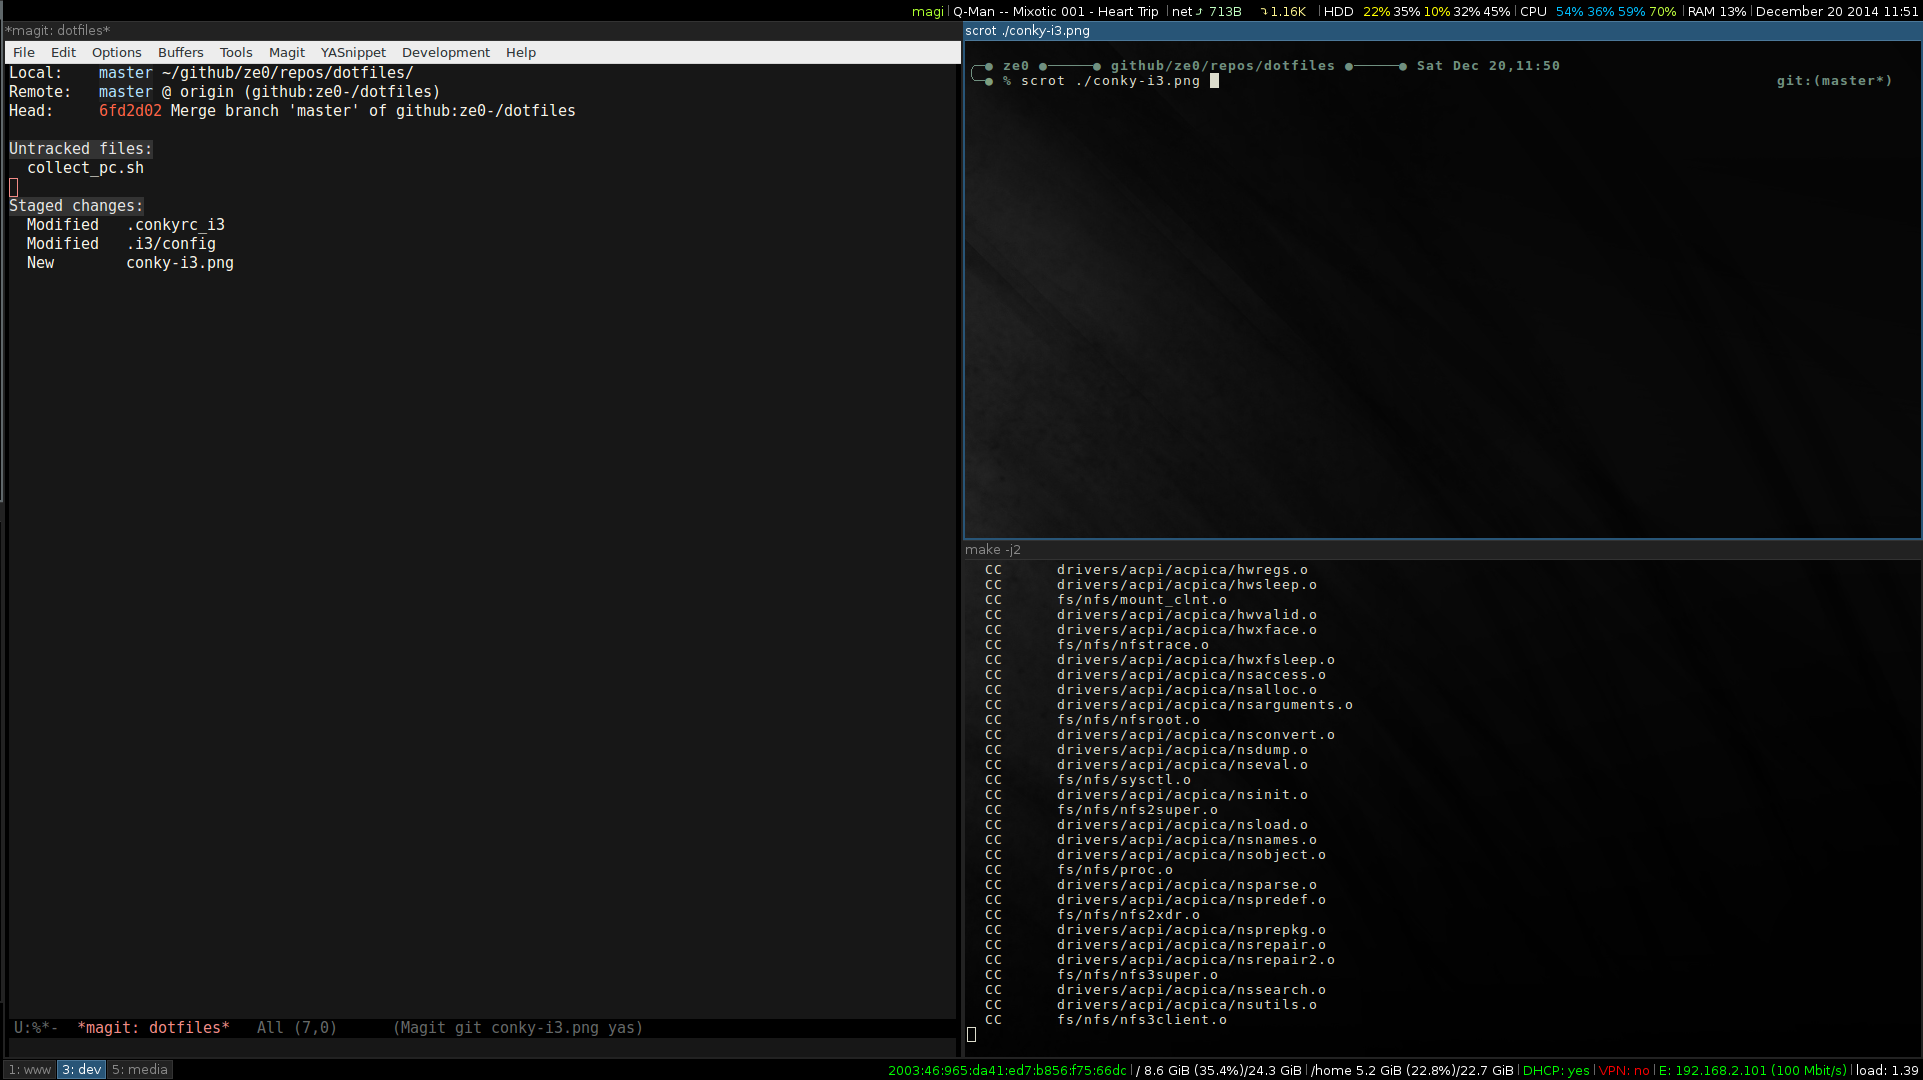 magi Q-Man -- Mixotic 001 - Heart Trip net 713B 1.16K HDD 22% 35% 10% 32% 45% CPU 54% 36% 59% 70% RAM 13% December 20 2014 11:51
*magit: dotfiles*
File Edit Options Buffers Tools Magit YASnippet Development Help
Local: master ~/github/ze0/repos/dotfiles/
Remote: master @ origin (github:ze0-/dotfiles)
Head: 6fd2d02 Merge branch 'master' of github:ze0-/dotfiles
Untracked files:
collect_pc.sh
Staged changes:
Modified .conkyrc_i3
Modified .i3/config
New conky-i3.png
U:%*- *magit: dotfiles* All (7,0) (Magit git conky-i3.png yas)
scrot ./conky-i3.png
ze0 github/ze0/repos/dotfiles Sat Dec 20,11:50
% scrot ./conky-i3.png git:(master*)
make -j2
CC drivers/acpi/acpica/hwregs.o
CC drivers/acpi/acpica/hwsleep.o
CC fs/nfs/mount_clnt.o
CC drivers/acpi/acpica/hwvalid.o
CC drivers/acpi/acpica/hwxface.o
CC fs/nfs/nfstrace.o
CC drivers/acpi/acpica/hwxfsleep.o
CC drivers/acpi/acpica/nsaccess.o
CC drivers/acpi/acpica/nsalloc.o
CC drivers/acpi/acpica/nsarguments.o
CC fs/nfs/nfsroot.o
CC drivers/acpi/acpica/nsconvert.o
CC drivers/acpi/acpica/nsdump.o
CC drivers/acpi/acpica/nseval.o
CC fs/nfs/sysctl.o
CC drivers/acpi/acpica/nsinit.o
CC fs/nfs/nfs2super.o
CC drivers/acpi/acpica/nsload.o
CC drivers/acpi/acpica/nsnames.o
CC drivers/acpi/acpica/nsobject.o
CC fs/nfs/proc.o
CC drivers/acpi/acpica/nsparse.o
CC drivers/acpi/acpica/nspredef.o
CC fs/nfs/nfs2xdr.o
CC drivers/acpi/acpica/nsprepkg.o
CC drivers/acpi/acpica/nsrepair.o
CC drivers/acpi/acpica/nsrepair2.o
CC fs/nfs/nfs3super.o
CC drivers/acpi/acpica/nssearch.o
CC drivers/acpi/acpica/nsutils.o
CC fs/nfs/nfs3client.o
1: www 3: dev 5: media 2003:46:965:da41:ed7:b856:f75:66dc / 8.6 GiB (35.4%)/24.3 GiB /home 5.2 GiB (22.8%)/22.7 GiB DHCP: yes VPN: no E: 192.168.2.101 (100 Mbit/s) load: 1.39